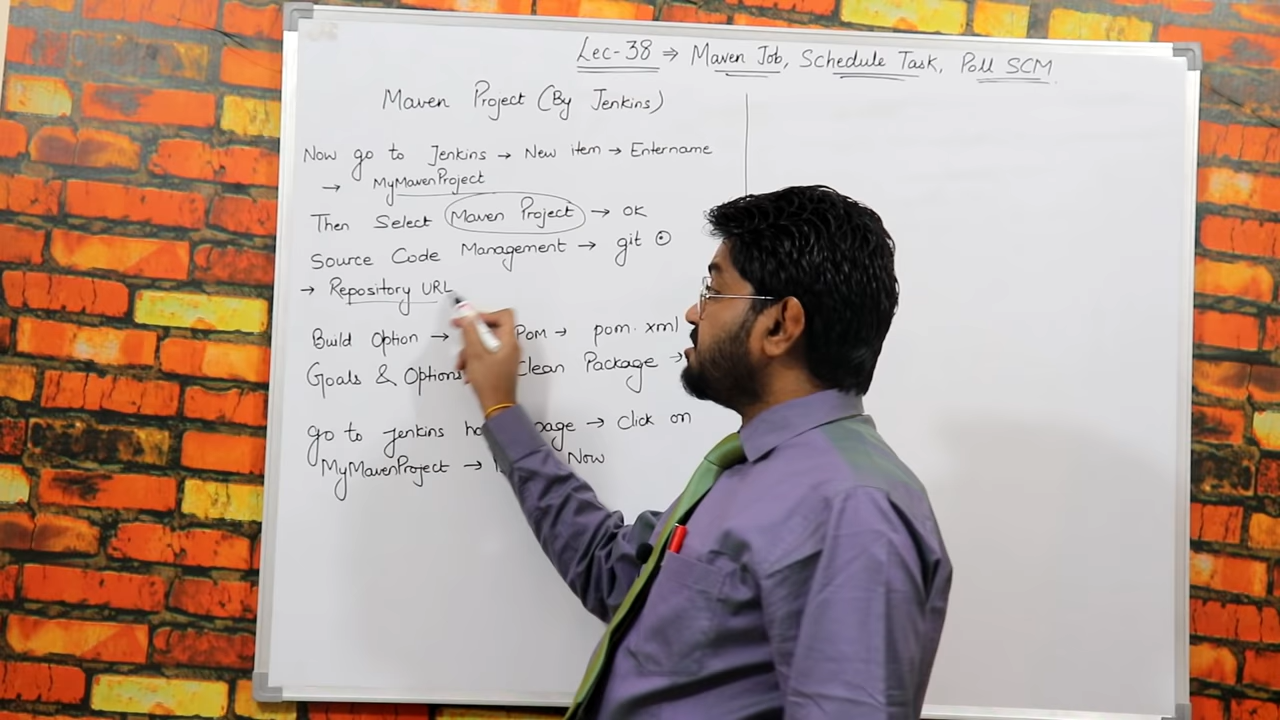 Lec-38 → Maven Job, Schedule Task, Poll SCM
Maven Project (By Jenkins)
Now go to Jenkins → New item → Entername
→ MyMavenProject
Then Select Maven Project → OK
Source Code Management → git ⊙
→ Repository URL
Build Option → POM → pom.xml
Goals & Options Clean Package →
go to jenkins page → click on
MyMavenProject → Now